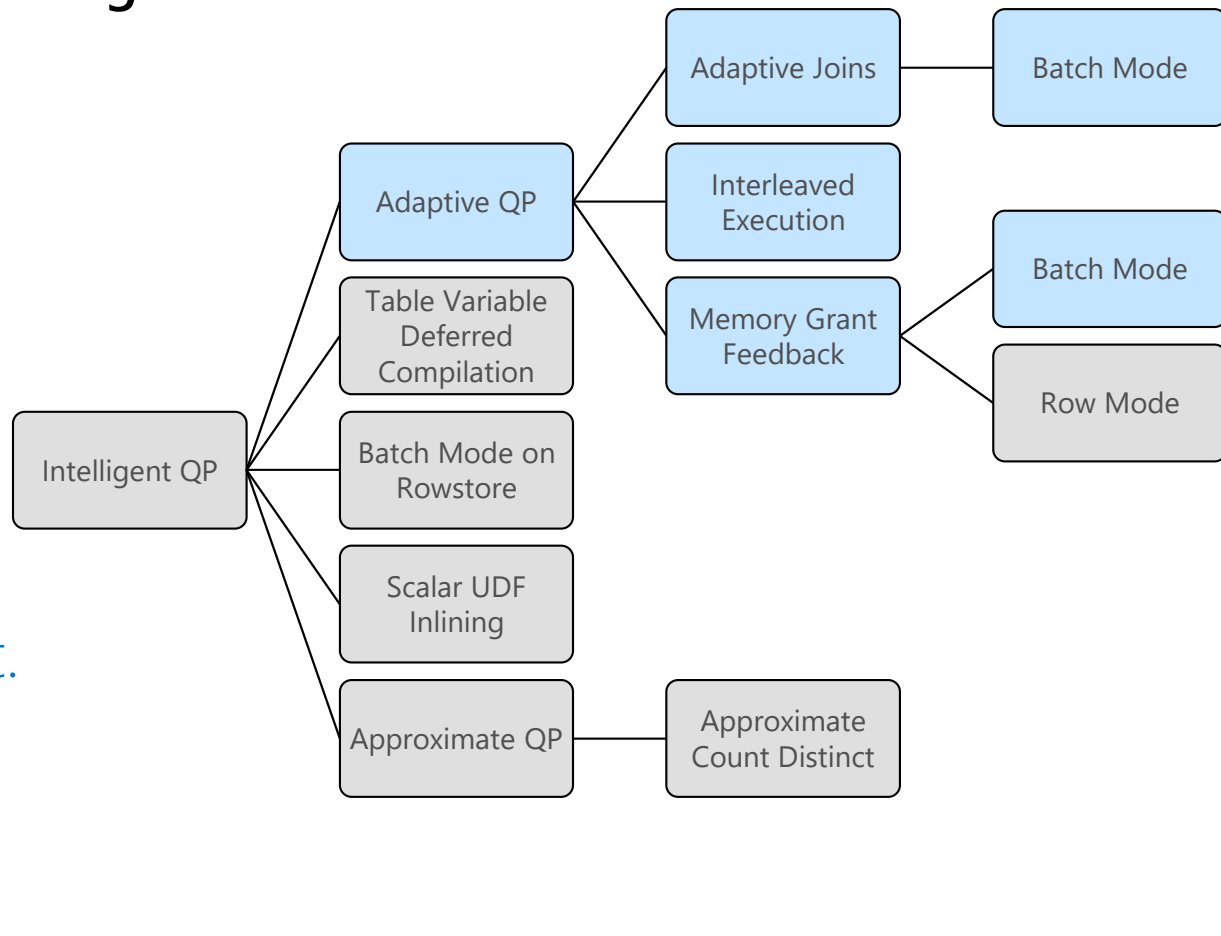 Adaptive Joins
Batch Mode
Adaptive QP
Interleaved
Execution
Batch Mode
Table Variable
Deferred
Compilation
Memory Grant
Feedback
Row Mode
Intelligent QP
Batch Mode on
Rowstore
Scalar UDF
Inlining
Approximate QP
Approximate
Count Distinct